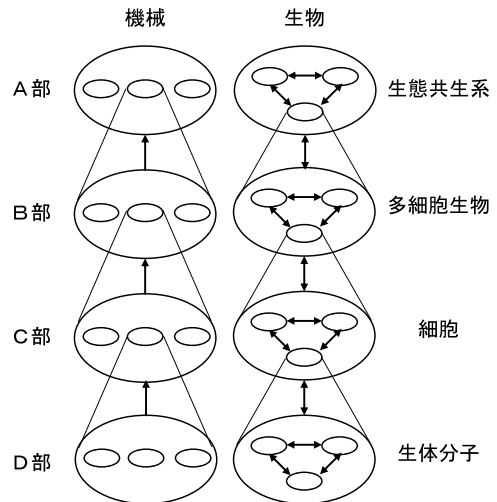 機械 生物
A部 生態共生系
B部 多細胞生物
C部 細胞
D部 生体分子